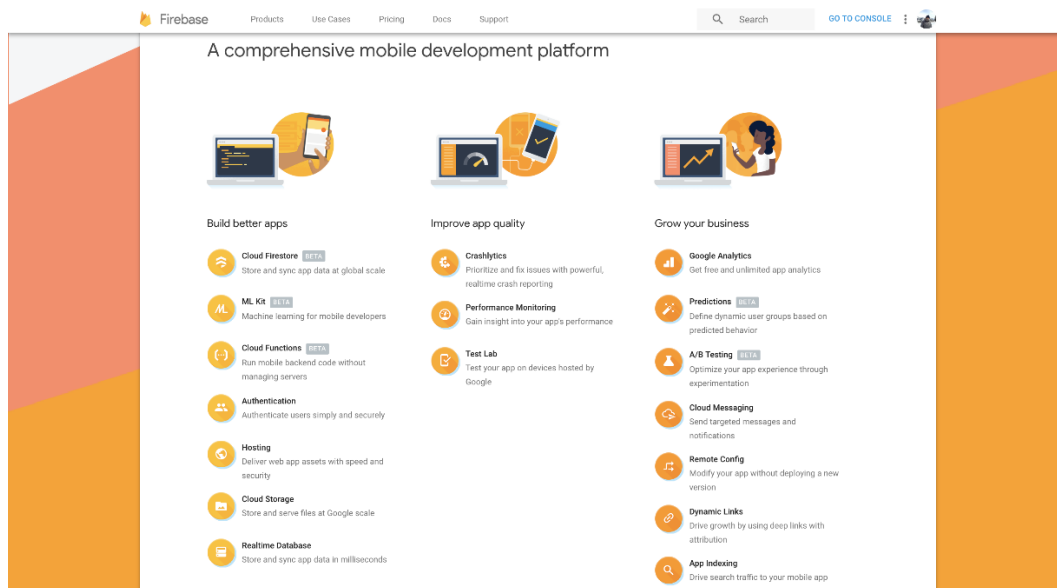 Firebase
Products
Use Cases
Pricing
Docs
Support
Search
GO TO CONSOLE
A comprehensive mobile development platform
Build better apps
Cloud Firestore BETA
Store and sync app data at global scale
ML Kit BETA
Machine learning for mobile developers
Cloud Functions BETA
Run mobile backend code without
managing servers
Authentication
Authenticate users simply and securely
Hosting
Deliver web app assets with speed and
security
Cloud Storage
Store and serve files at Google scale
Realtime Database
Store and sync app data in milliseconds
Improve app quality
Crashlytics
Prioritize and fix issues with powerful,
realtime crash reporting
Performance Monitoring
Gain insight into your app's performance
Test Lab
Test your app on devices hosted by
Google
Grow your business
Google Analytics
Get free and unlimited app analytics
Predictions BETA
Define dynamic user groups based on
predicted behavior
A/B Testing BETA
Optimize your app experience through
experimentation
Cloud Messaging
Send targeted messages and
notifications
Remote Config
Modify your app without deploying a new
version
Dynamic Links
Drive growth by using deep links with
attribution
App Indexing
Drive search traffic to your mobile app